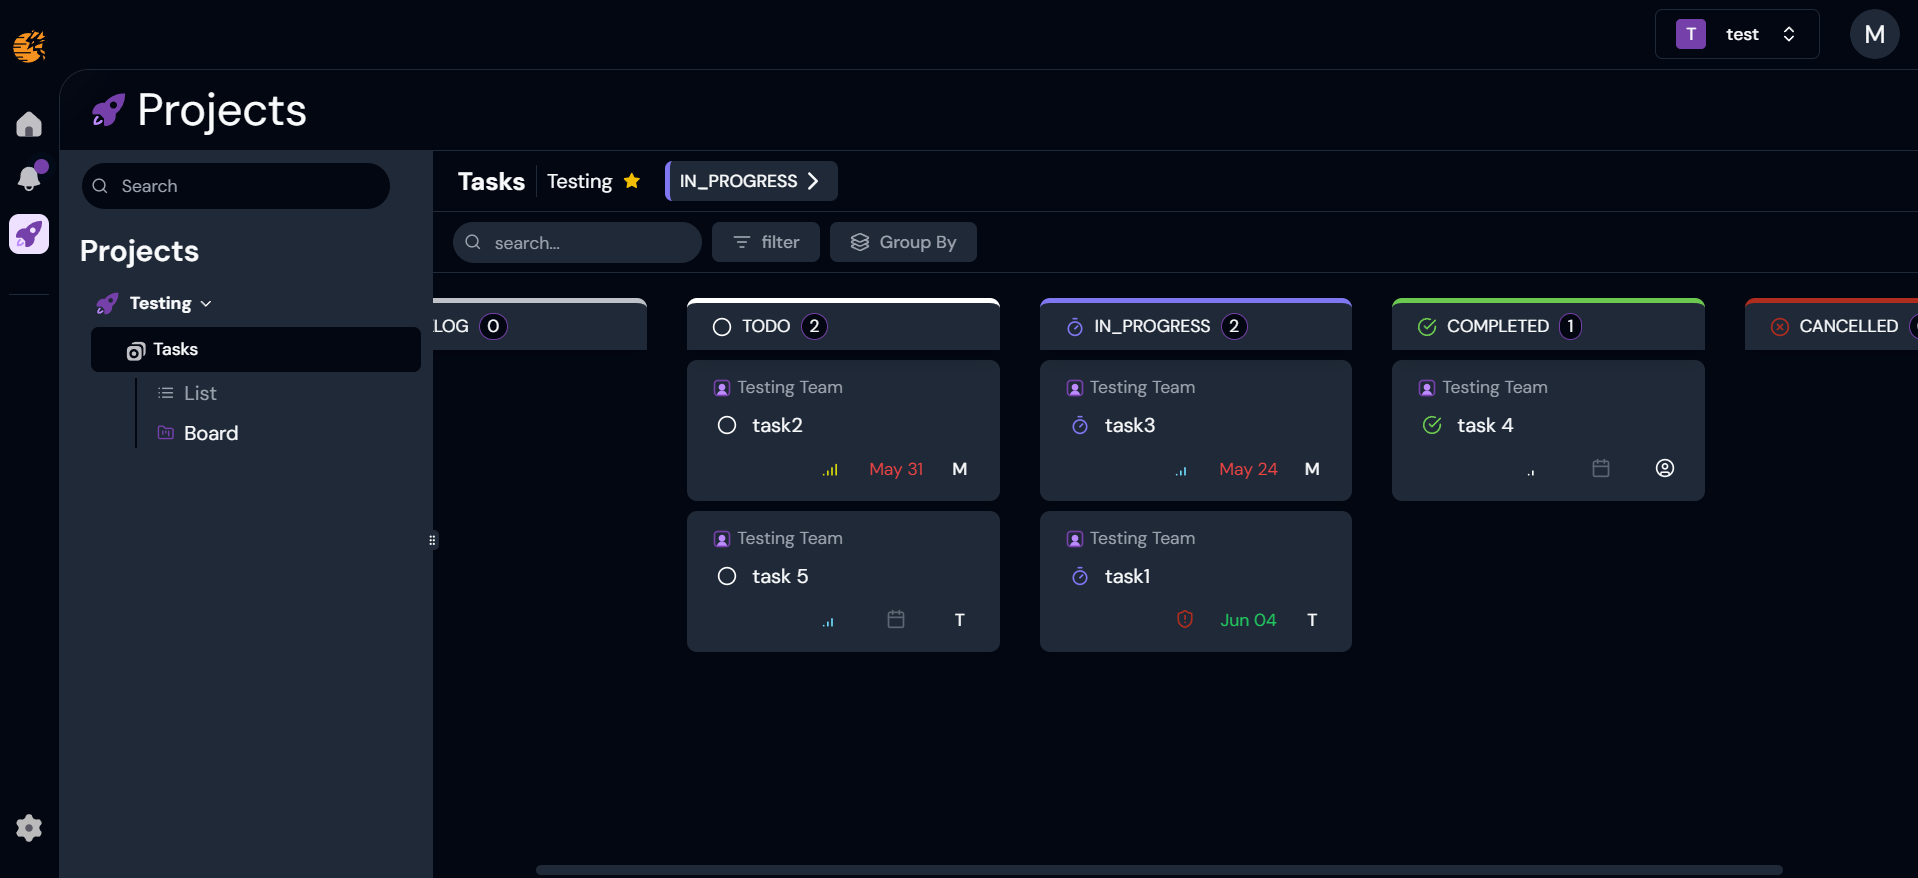 T test
M
Projects
Search
Projects
Testing
Tasks
List
Board
Tasks
Testing
IN_PROGRESS
search...
filter
Group By
LOG 0
TODO 2
Testing Team
task2
May 31 M
Testing Team
task 5
T
IN_PROGRESS 2
Testing Team
task3
May 24 M
Testing Team
task1
Jun 04 T
COMPLETED 1
Testing Team
task 4
CANCELLED